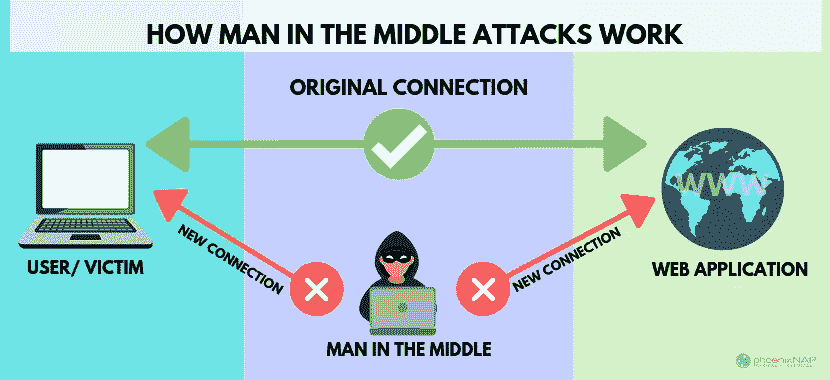 HOW MAN IN THE MIDDLE ATTACKS WORK
ORIGINAL CONNECTION
WWW
NEW CONNECTION
NEW CONNECTION
USER/ VICTIM
WEB APPLICATION
MAN IN THE MIDDLE
phoenixNAP